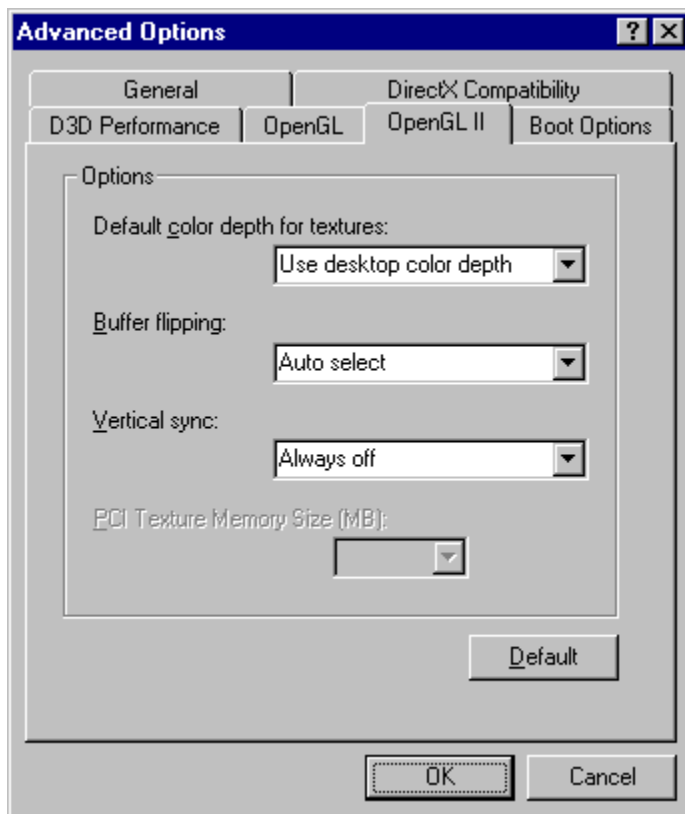 Advanced Options
General DirectX Compatibility
D3D Performance OpenGL OpenGL II Boot Options
Options
Default color depth for textures:
Use desktop color depth
Buffer flipping:
Auto select
Vertical sync:
Always off
PCI Texture Memory Size (MB):
Default
OK Cancel